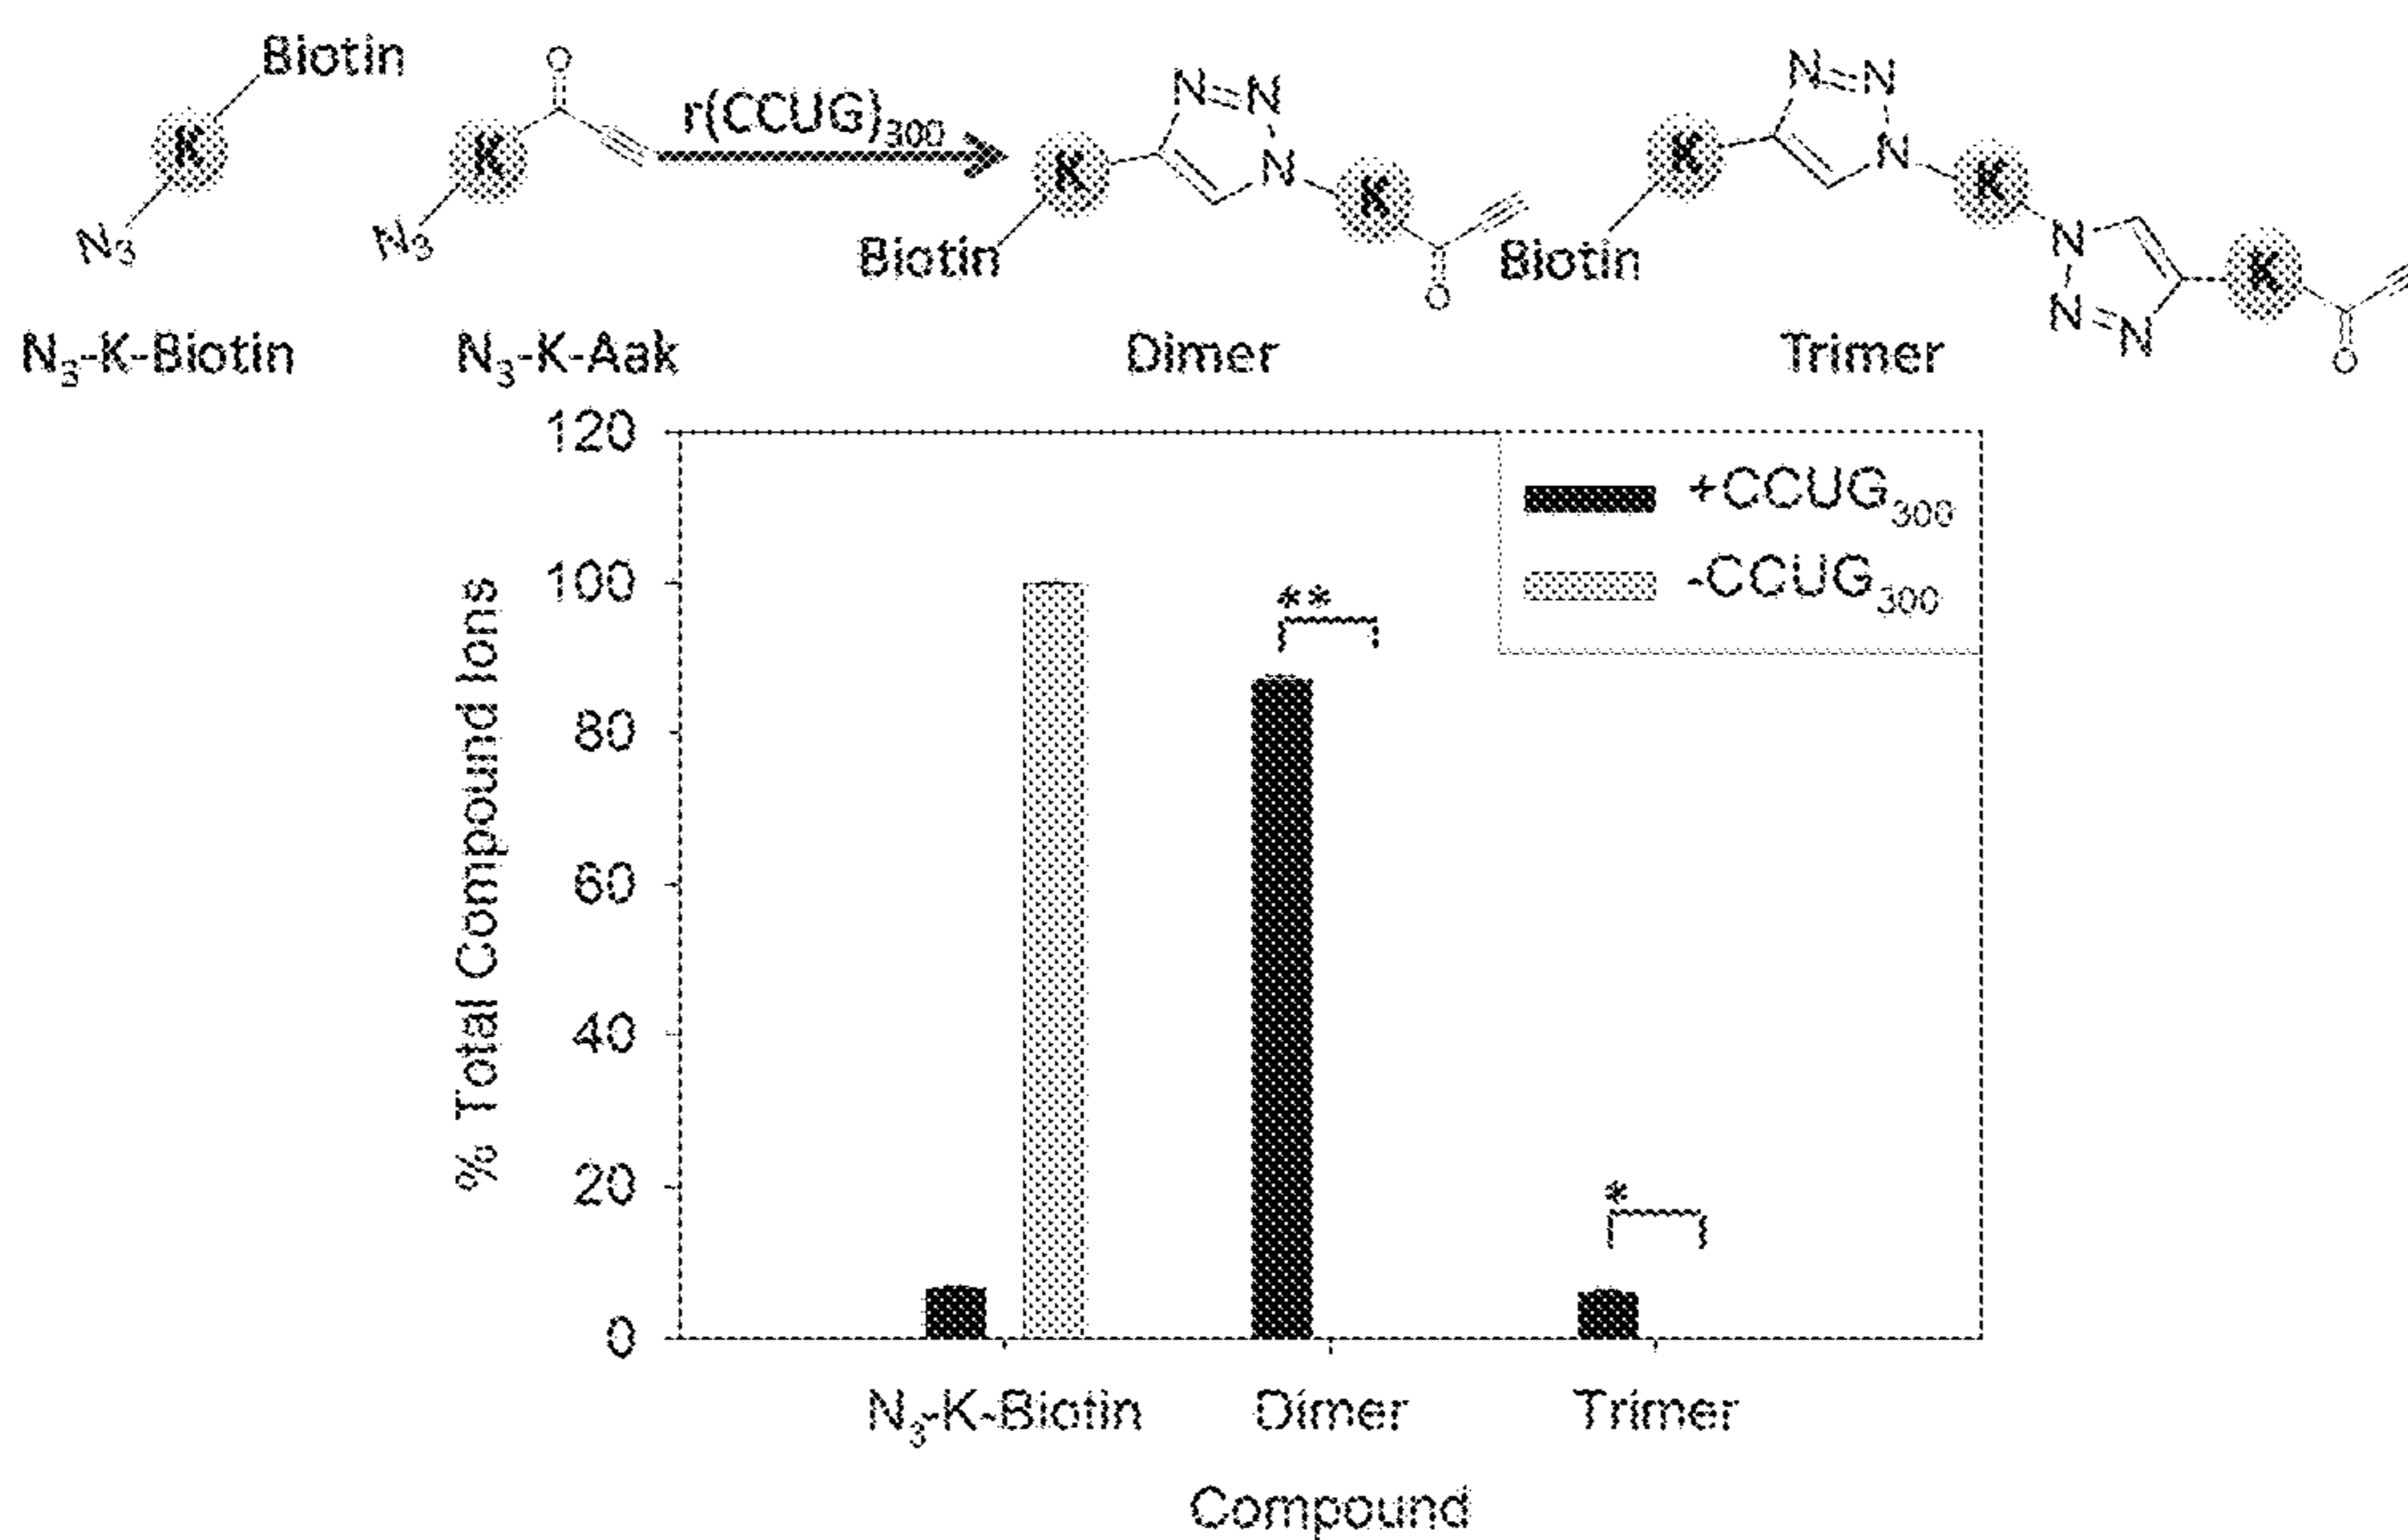 Biotin
K
N₃
O
K
N₃
r(CCUG)₃₀₀
N=N
N
K
K
Biotin
O
N=N
N
K
K
Biotin
N
N=N
K
O
N₃-K-Biotin
N₃-K-Aak
Dimer
Trimer
120
100
80
60
40
20
0
% Total Compound Ions
+CCUG₃₀₀
-CCUG₃₀₀
**
*
N₃-K-Biotin
Dimer
Trimer
Compound